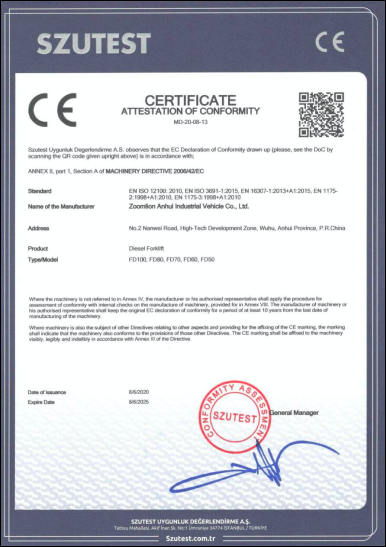 SZUTEST
CE
CE
CERTIFICATE
ATTESTATION OF CONFORMITY
MD-20-08-13
Szutest Uygunluk Degerlendirme A.S. observes that the EC Declaration of Conformity drawn up (please, see the DoC by
scanning the QR code given upright above) is in accordance with;
ANNEX II, part 1, Section A of MACHINERY DIRECTIVE 2006/42/EC
Standard EN ISO 12100: 2010, EN ISO 3691-1:2015, EN 16307-1:2013+A1:2015, EN 1175-
2:1998+A1:2010, EN 1175-3:1998+A1:2010
Name of the Manufacturer Zoomlion Anhui Industrial Vehicle Co., Ltd.
Address No.2 Nanwei Road, High-Tech Development Zone, Wuhu, Anhui Province, P.R.China
Product Diesel Forklift
Type/Model FD100, FD80, FD70, FD60, FD50
Where the machinery is not referred to in Annex IV, the manufacturer or his authorised representative shall apply the procedure for
assessment of conformity with internal checks on the manufacture of machinery, provided for in Annex VIII. The manufacturer of machinery or
his authorised representative shall keep the original EC declaration of conformity for a period of at least 10 years from the last date of
manufacturing of the machinery.
Where machinery is also the subject of other Directives relating to other aspects and providing for the affixing of the CE marking, the marking
shall indicate that the machinery also conforms to the provisions of those other Directives. The CE marking shall be affixed to the machinery
visibly, legibly and indelibly in accordance with Annex III of the Directive.
Date of issuance 8/6/2020
Expire Date 8/6/2025
CONFORMITY ASSESSMENT
SZUTEST
General Manager
SZUTEST UYGUNLUK DEĞERLENDİRME A.Ş.
Tatlısu Mahallesi, Akif İnan Sk. No:1 Ümraniye 34774 İSTANBUL / TÜRKİYE
Szutest.com.tr